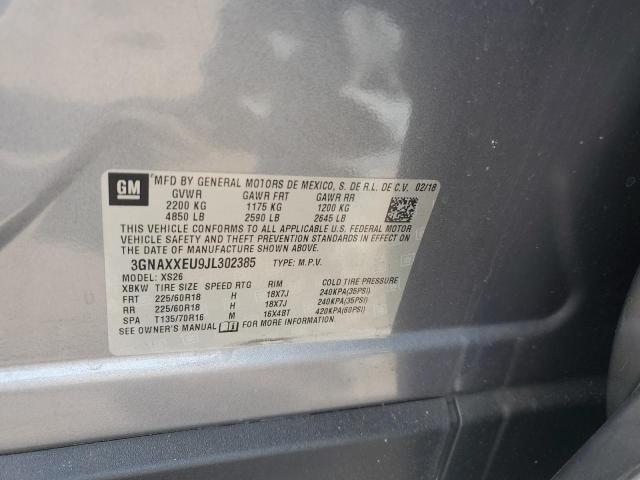 GM
MFD BY GENERAL MOTORS DE MEXICO, S. DE R.L. DE C.V. 02/18
GVWR GAWR FRT GAWR RR
2200 KG 1175 KG 1200 KG
4850 LB 2590 LB 2645 LB
THIS VEHICLE CONFORMS TO ALL APPLICABLE U.S. FEDERAL MOTOR
VEHICLE SAFETY AND THEFT PREVENTION STANDARDS IN EFFECT ON
THE DATE OF MANUFACTURE SHOWN ABOVE.
3GNAXXEU9JL302385 TYPE: M.P.V.
MODEL: XS26
XBKW TIRE SIZE SPEED RTG RIM COLD TIRE PRESSURE
FRT 225/60R18 H 18X7J 240KPA(35PSI)
RR 225/60R18 H 18X7J 240KPA(35PSI)
SPA T135/70R16 M 16X4BT 420KPA(60PSI)
SEE OWNER'S MANUAL FOR MORE INFORMATION.